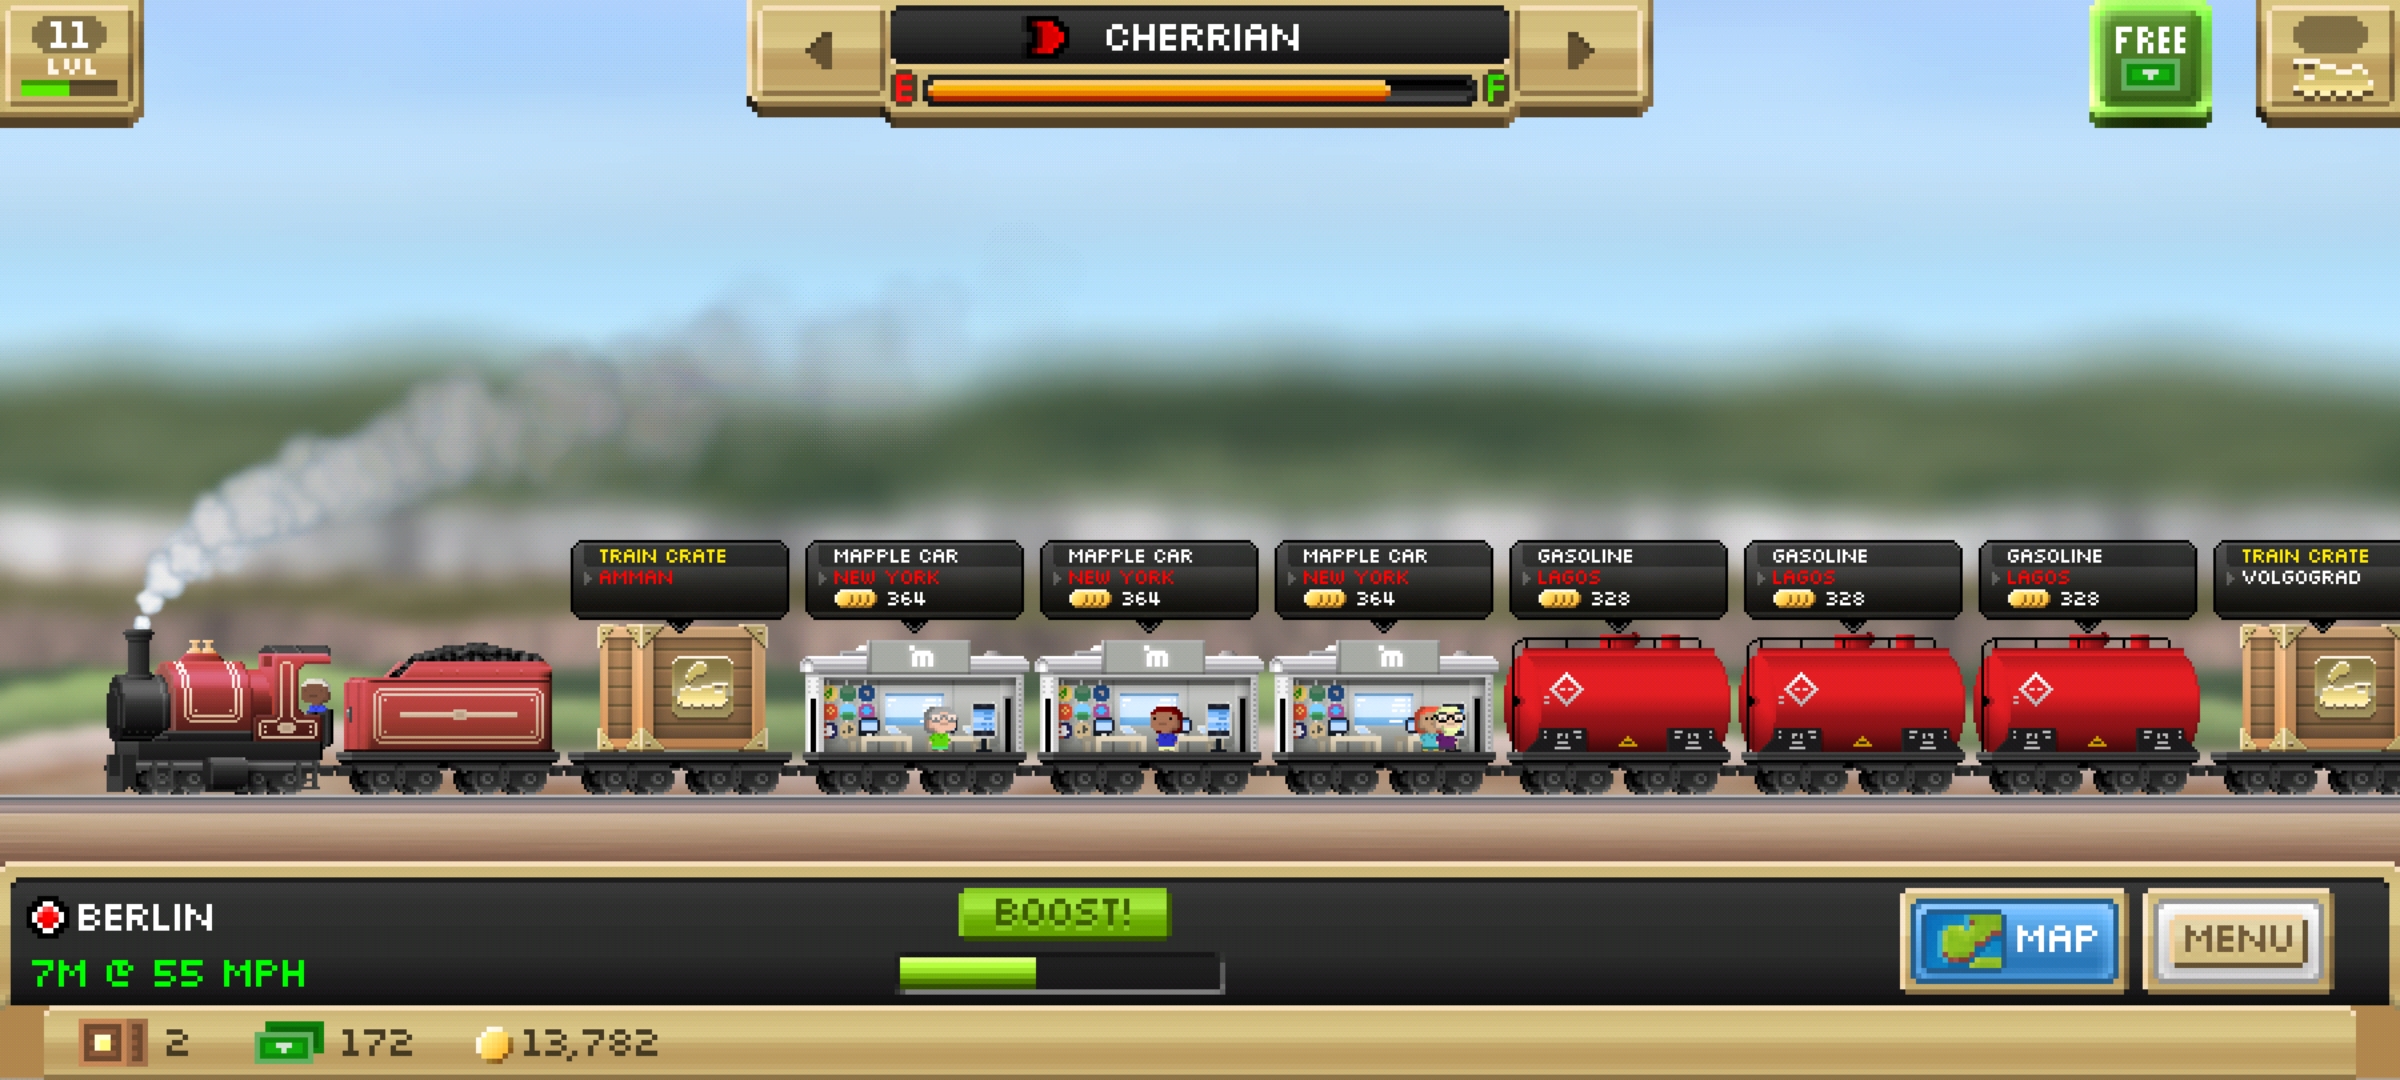 11
LVL
CHERRIAN
E
F
FREE
TRAIN CRATE
AMMAN
MAPPLE CAR
NEW YORK
364
MAPPLE CAR
NEW YORK
364
MAPPLE CAR
NEW YORK
364
GASOLINE
LAGOS
328
GASOLINE
LAGOS
328
GASOLINE
LAGOS
328
TRAIN CRATE
VOLGOGRAD
m
m
m
BERLIN
7M @ 55 MPH
BOOST!
MAP
MENU
2
172
13,782